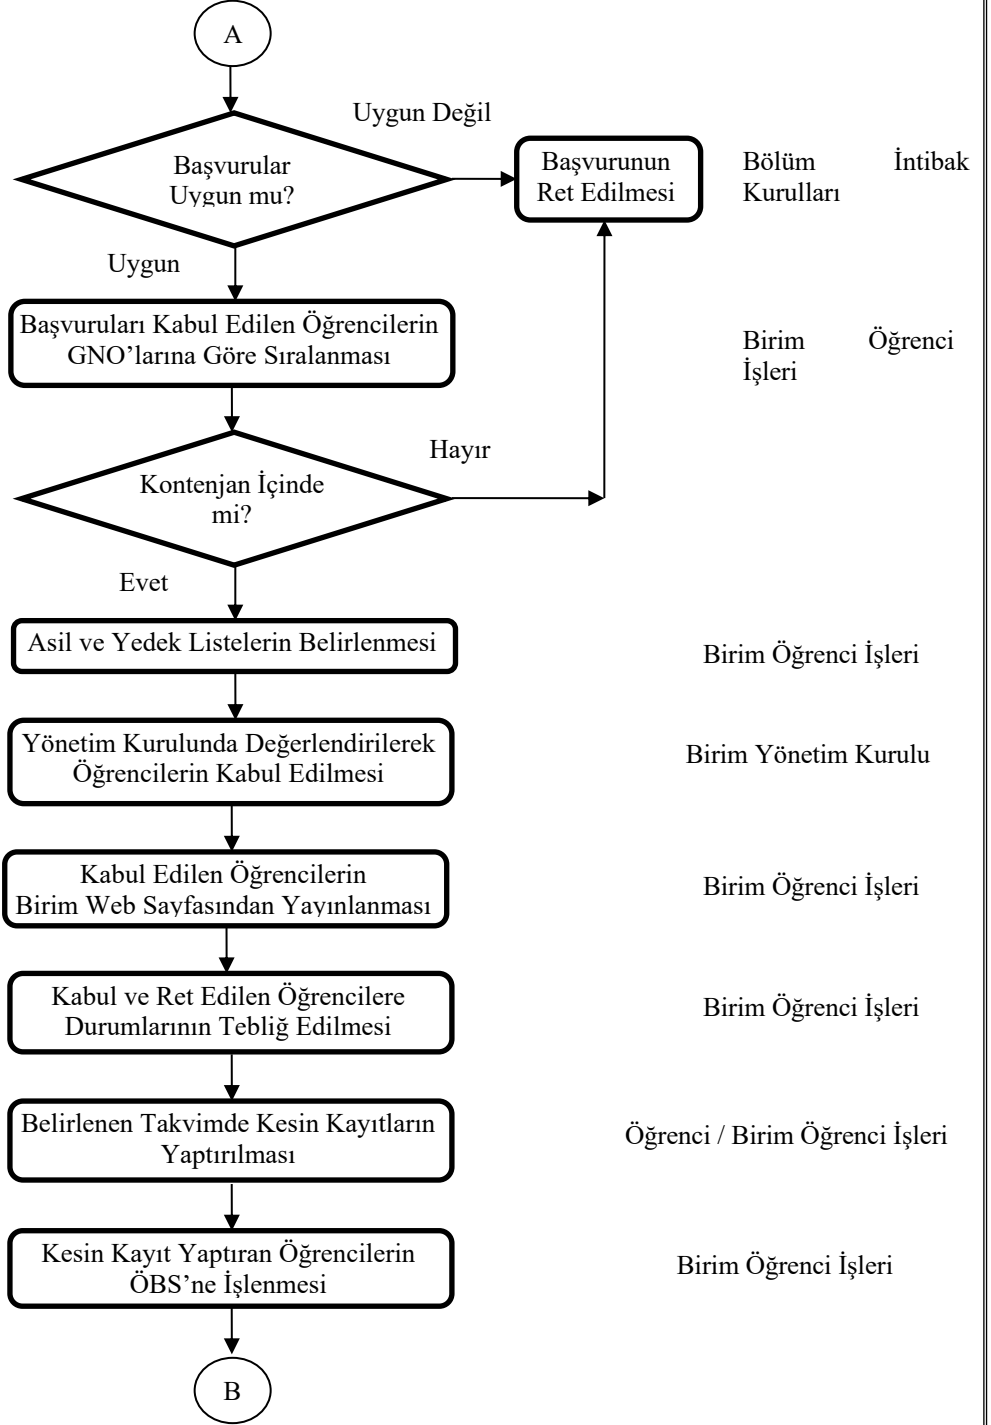 A
Uygun Değil
Başvurular
Uygun mu?
Başvurunun
Ret Edilmesi
Bölüm İntibak
Kurulları
Uygun
Başvuruları Kabul Edilen Öğrencilerin
GNO’larına Göre Sıralanması
Birim Öğrenci
İşleri
Hayır
Kontenjan İçinde
mi?
Evet
Asil ve Yedek Listelerin Belirlenmesi
Birim Öğrenci İşleri
Yönetim Kurulunda Değerlendirilerek
Öğrencilerin Kabul Edilmesi
Birim Yönetim Kurulu
Kabul Edilen Öğrencilerin
Birim Web Sayfasından Yayınlanması
Birim Öğrenci İşleri
Kabul ve Ret Edilen Öğrencilere
Durumlarının Tebliğ Edilmesi
Birim Öğrenci İşleri
Belirlenen Takvimde Kesin Kayıtların
Yaptırılması
Öğrenci / Birim Öğrenci İşleri
Kesin Kayıt Yaptıran Öğrencilerin
ÖBS’ne İşlenmesi
Birim Öğrenci İşleri
B